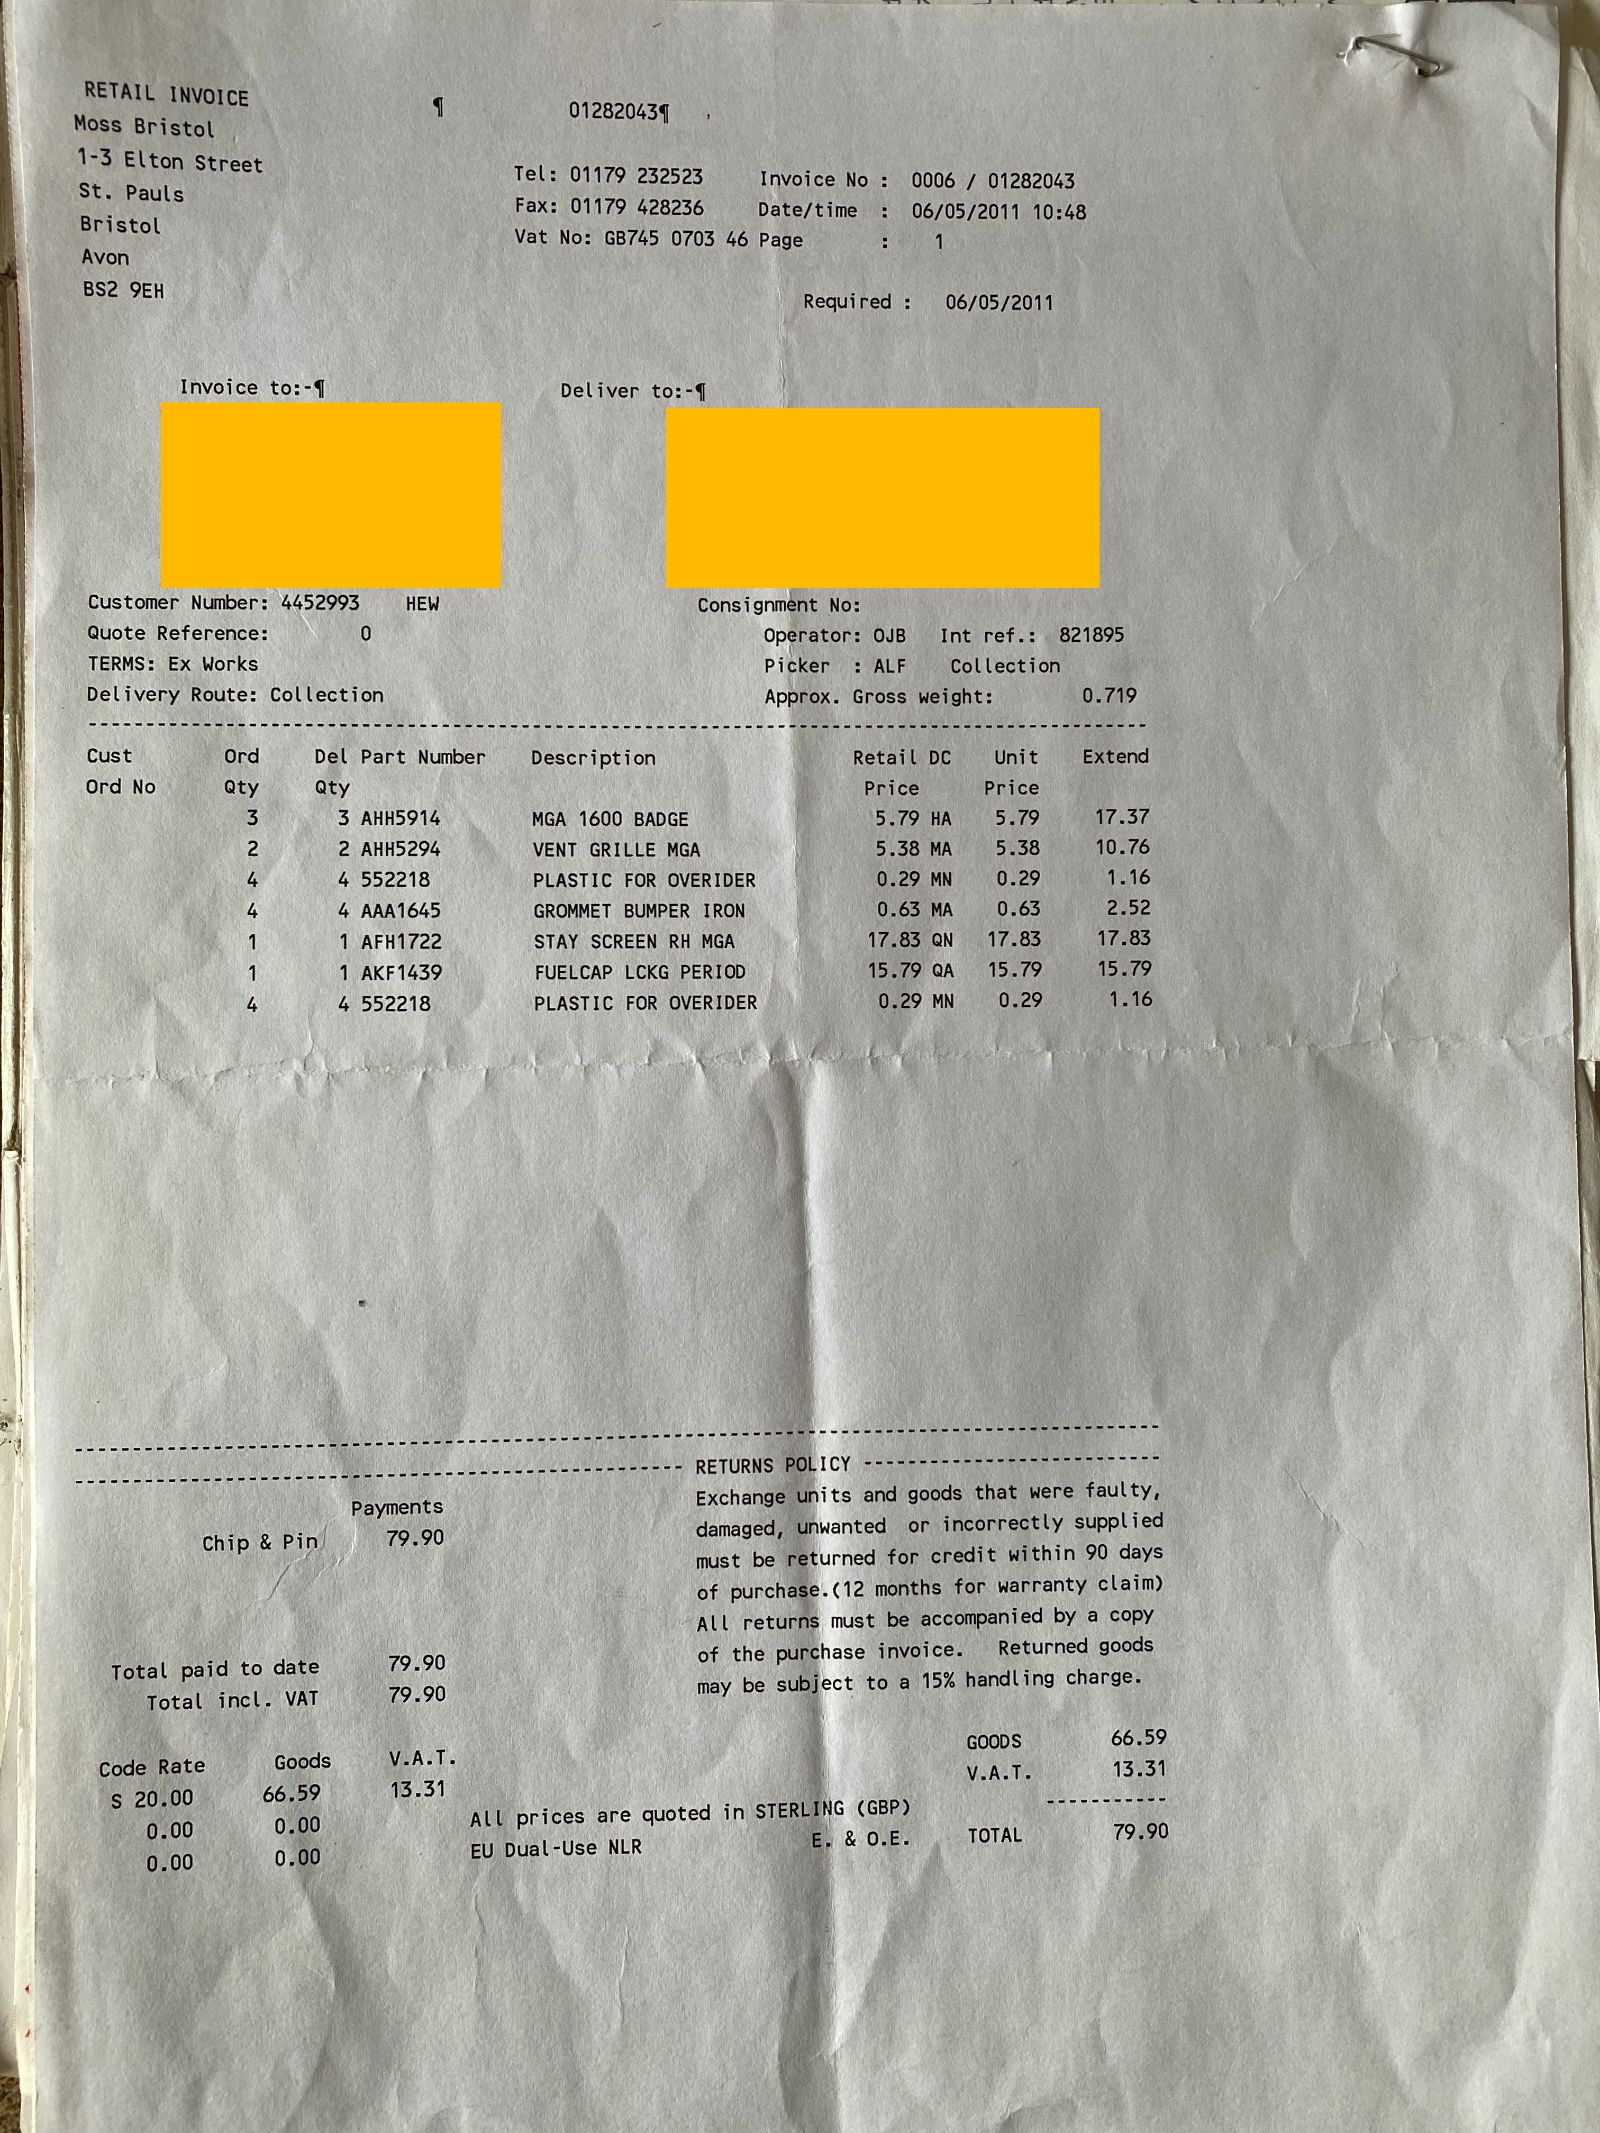 RETAIL INVOICE ¶ 01282043¶
Moss Bristol
1-3 Elton Street
St. Pauls
Bristol
Avon
BS2 9EH
Tel: 01179 232523 Invoice No : 0006 / 01282043
Fax: 01179 428236 Date/time : 06/05/2011 10:48
Vat No: GB745 0703 46 Page : 1
Required : 06/05/2011
Invoice to:-¶ Deliver to:-¶
Customer Number: 4452993 HEW Consignment No:
Quote Reference: 0 Operator: OJB Int ref.: 821895
TERMS: Ex Works Picker : ALF Collection
Delivery Route: Collection Approx. Gross weight: 0.719
Cust Ord Del Part Number Description Retail DC Unit Extend
Ord No Qty Qty Price Price
3 3 AHH5914 MGA 1600 BADGE 5.79 HA 5.79 17.37
2 2 AHH5294 VENT GRILLE MGA 5.38 MA 5.38 10.76
4 4 552218 PLASTIC FOR OVERIDER 0.29 MN 0.29 1.16
4 4 AAA1645 GROMMET BUMPER IRON 0.63 MA 0.63 2.52
1 1 AFH1722 STAY SCREEN RH MGA 17.83 QN 17.83 17.83
1 1 AKF1439 FUELCAP LCKG PERIOD 15.79 QA 15.79 15.79
4 4 552218 PLASTIC FOR OVERIDER 0.29 MN 0.29 1.16
RETURNS POLICY
Exchange units and goods that were faulty,
damaged, unwanted or incorrectly supplied
must be returned for credit within 90 days
of purchase.(12 months for warranty claim)
All returns must be accompanied by a copy
of the purchase invoice. Returned goods
may be subject to a 15% handling charge.
Payments
Chip & Pin 79.90
Total paid to date 79.90
Total incl. VAT 79.90
Code Rate Goods V.A.T.
S 20.00 66.59 13.31
0.00 0.00
0.00 0.00
All prices are quoted in STERLING (GBP)
EU Dual-Use NLR E. & O.E.
GOODS 66.59
V.A.T. 13.31
TOTAL 79.90